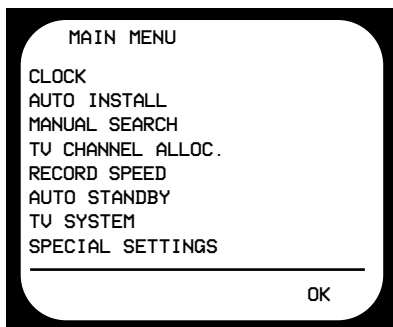 MAIN MENU
CLOCK
AUTO INSTALL
MANUAL SEARCH
TV CHANNEL ALLOC.
RECORD SPEED
AUTO STANDBY
TV SYSTEM
SPECIAL SETTINGS
OK